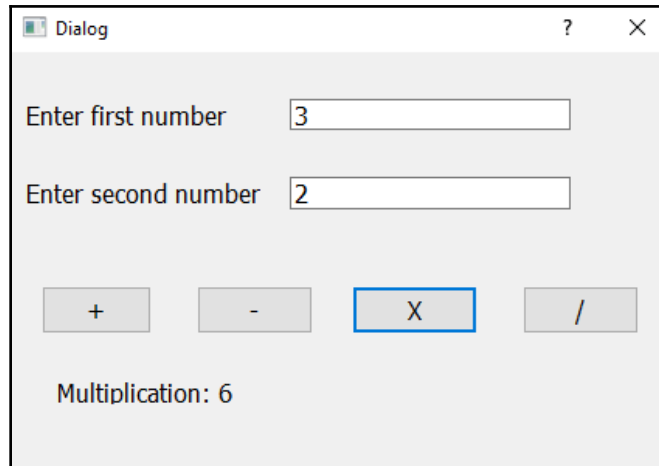 Dialog ? ×
Enter first number 3
Enter second number 2
+ - X /
Multiplication: 6